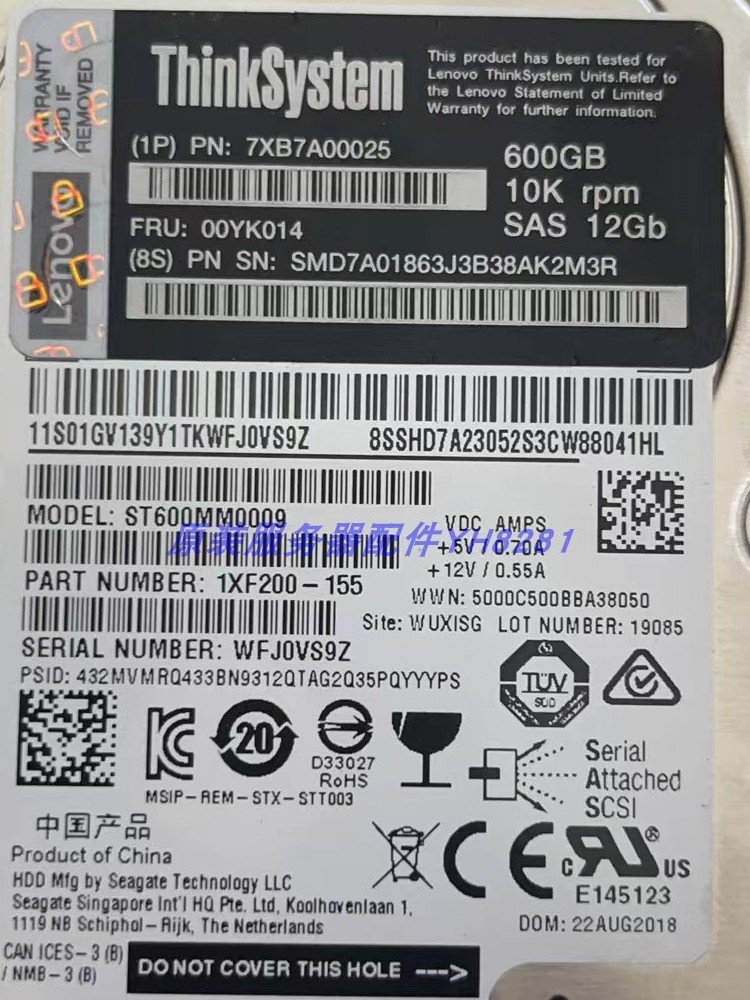 WARRANTY
VOID IF
REMOVED
Lenovo
ThinkSystem
This product has been tested for
Lenovo ThinkSystem Units.Refer to
the Lenovo Statement of Limited
Warranty for further information.
(1P) PN: 7XB7A00025
600GB
10K rpm
SAS 12Gb
FRU: 00YK014
(8S) PN SN: SMD7A01863J3B38AK2M3R
11S01GV139Y1TKWFJ0VS9Z
8SSHD7A23052S3CW88041HL
MODEL: ST600MM0009
VDC AMPS
原装服务器配件YH8281
+5V / 0.70A
+12V / 0.55A
PART NUMBER: 1XF200-155
WWN: 5000C500BBA38050
Site: WUXISG LOT NUMBER: 19085
SERIAL NUMBER: WFJ0VS9Z
PSID: 432MVMRQ433BN9312QTAG2Q35PQYYYPS
TÜV
SÜD
20
D33027
RoHS
MSIP-REM-STX-STT003
Serial
Attached
SCSI
中国产品
Product of China
HDD Mfg by Seagate Technology LLC
Seagate Singapore Int'l HQ Pte. Ltd, Koolhovenlaan 1,
1119 NB Schiphol-Rijk, The Netherlands
CE
c RU ® US
E145123
DOM: 22AUG2018
CAN ICES-3 (B)
/ NMB-3 (B)
DO NOT COVER THIS HOLE --->